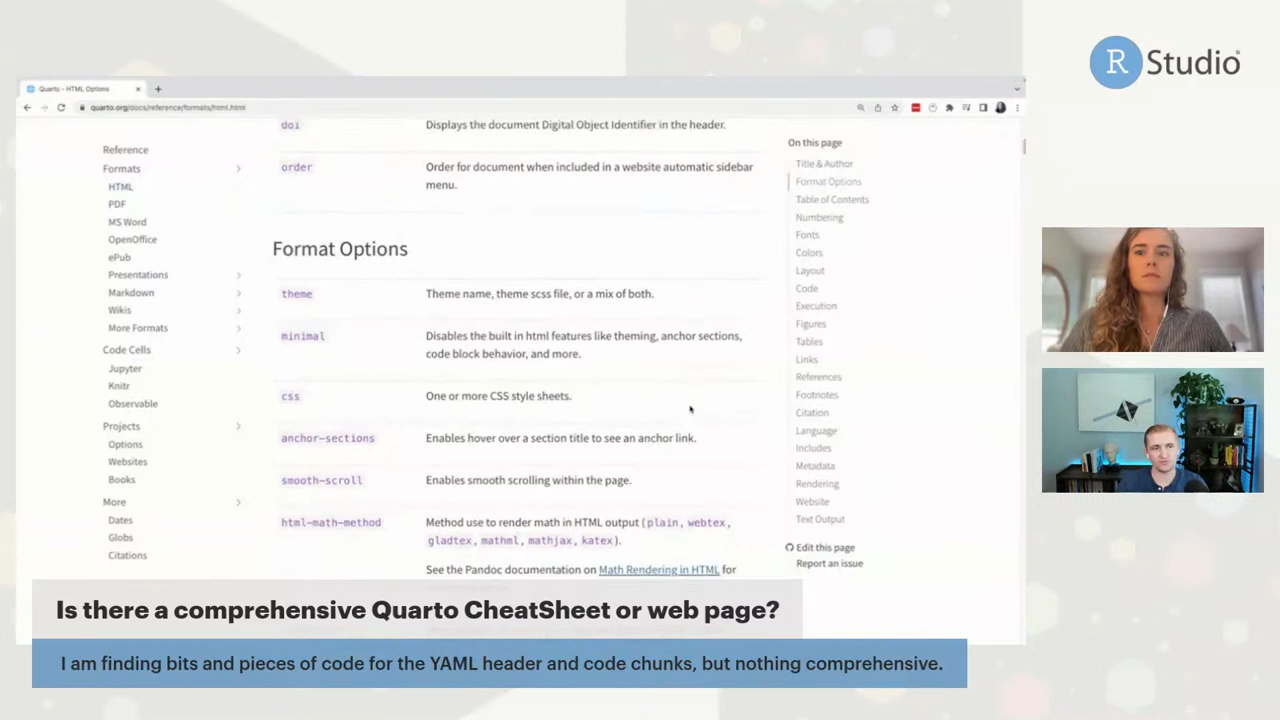 R Studio
Quarto - HTML Options
quarto.org/docs/reference/formats/html.html
Reference
Formats
HTML
PDF
MS Word
OpenOffice
ePub
Presentations
Markdown
Wikis
More Formats
Code Cells
Jupyter
Knitr
Observable
Projects
Options
Websites
Books
More
Dates
Globs
Citations
doi Displays the document Digital Object Identifier in the header.
order Order for document when included in a website automatic sidebar
menu.
Format Options
theme Theme name, theme scss file, or a mix of both.
minimal Disables the built in html features like theming, anchor sections,
code block behavior, and more.
css One or more CSS style sheets.
anchor-sections Enables hover over a section title to see an anchor link.
smooth-scroll Enables smooth scrolling within the page.
html-math-method Method use to render math in HTML output (plain, webtex,
gladtex, mathml, mathjax, katex).
See the Pandoc documentation on Math Rendering in HTML for
On this page
Title & Author
Format Options
Table of Contents
Numbering
Fonts
Colors
Layout
Code
Execution
Figures
Tables
Links
References
Footnotes
Citation
Language
Includes
Metadata
Rendering
Website
Text Output
Edit this page
Report an issue
Is there a comprehensive Quarto CheatSheet or web page?
I am finding bits and pieces of code for the YAML header and code chunks, but nothing comprehensive.